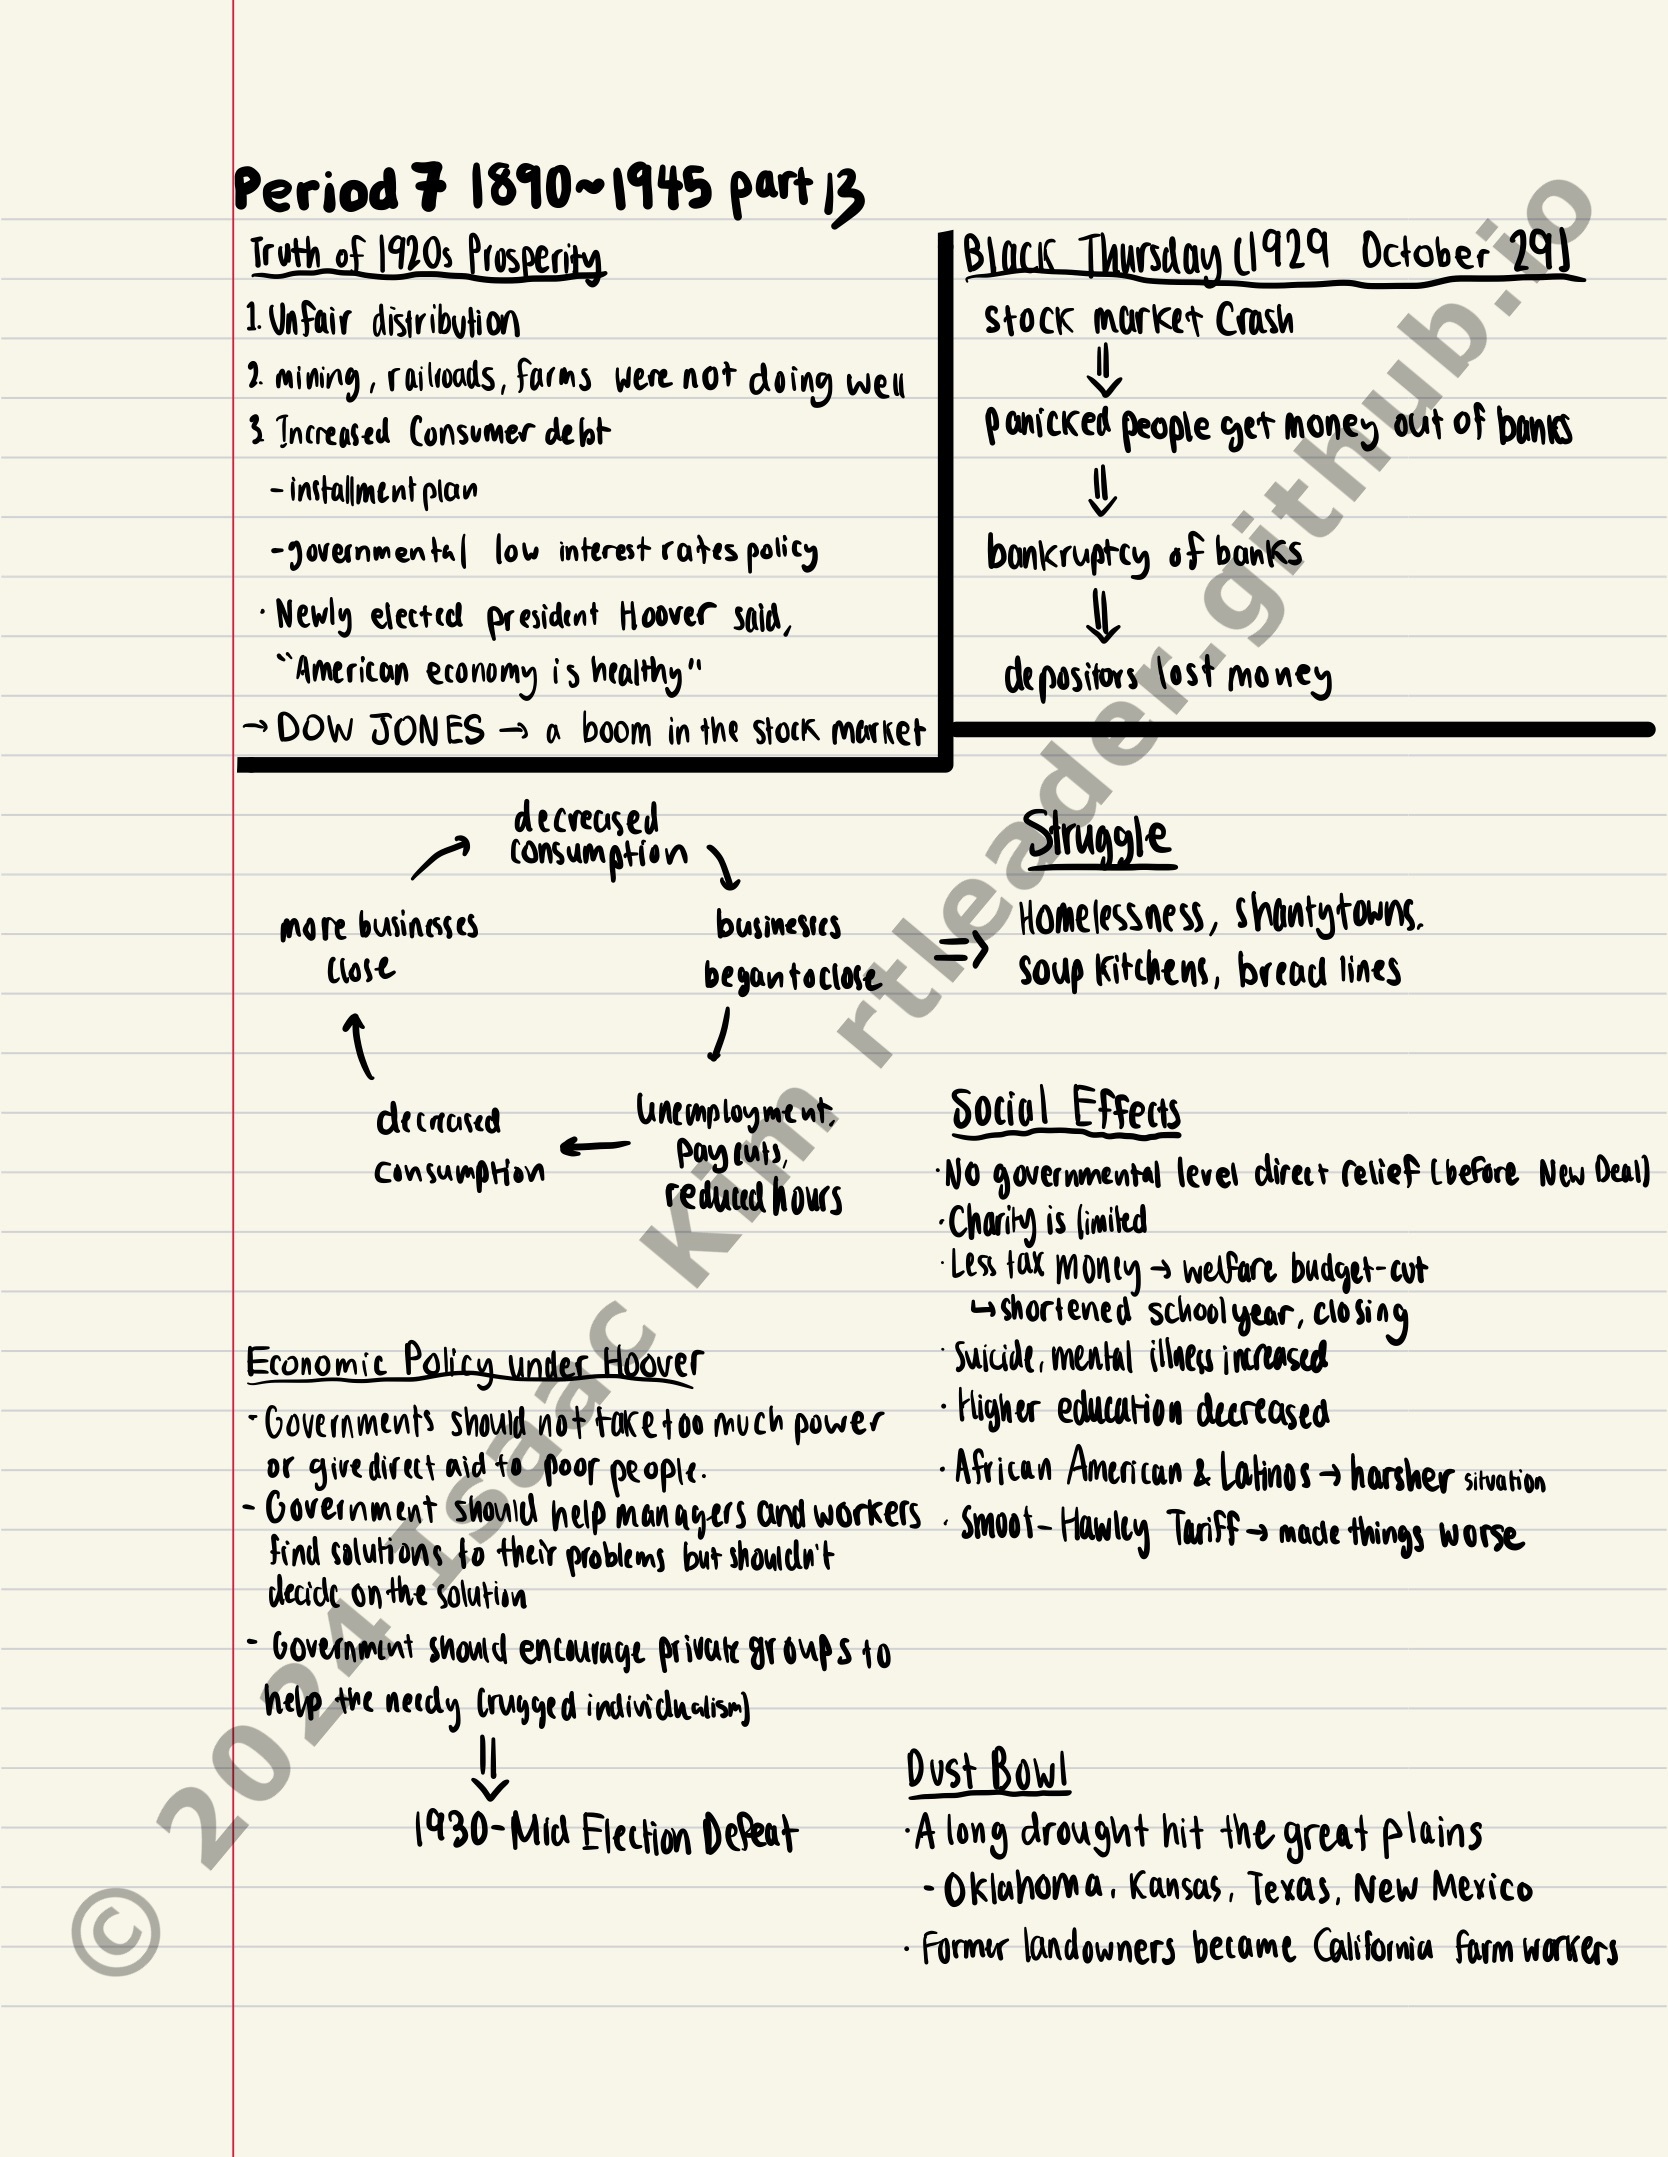 Period 7 1890~1945 part 13
Truth of 1920s Prosperity
1. Unfair distribution
2. mining, railroads, farms were not doing well
3. Increased Consumer debt
- installment plan
- governmental low interest rates policy
· Newly elected president Hoover said,
"American economy is healthy"
→ DOW JONES → a boom in the stock market
Black Thursday (1929 October 29)
stock market Crash
⇓
panicked people get money out of banks
⇓
bankruptcy of banks
⇓
depositors lost money
decreased
consumption
businesses
began to close
Unemployment,
pay cuts,
reduced hours
decreased
consumption
more businesses
close
⇒
Struggle
Homelessness, shantytowns.
soup kitchens, bread lines
Social Effects
· No governmental level direct relief (before New Deal)
· Charity is limited
· Less tax money → welfare budget-cut
↳ shortened school year, closing
· Suicide, mental illness increased
· Higher education decreased
· African American & Latinos → harsher situation
· Smoot-Hawley Tariff → made things worse
Economic Policy under Hoover
- Governments should not take too much power
or give direct aid to poor people.
- Government should help managers and workers
find solutions to their problems but shouldn't
decide on the solution
- Government should encourage private groups to
help the needy (rugged individualism)
⇓
1930-Mid Election Defeat
Dust Bowl
· A long drought hit the great plains
- Oklahoma, Kansas, Texas, New Mexico
· Former landowners became California farm workers
© 2024 Isaac Kim rtleader.github.io